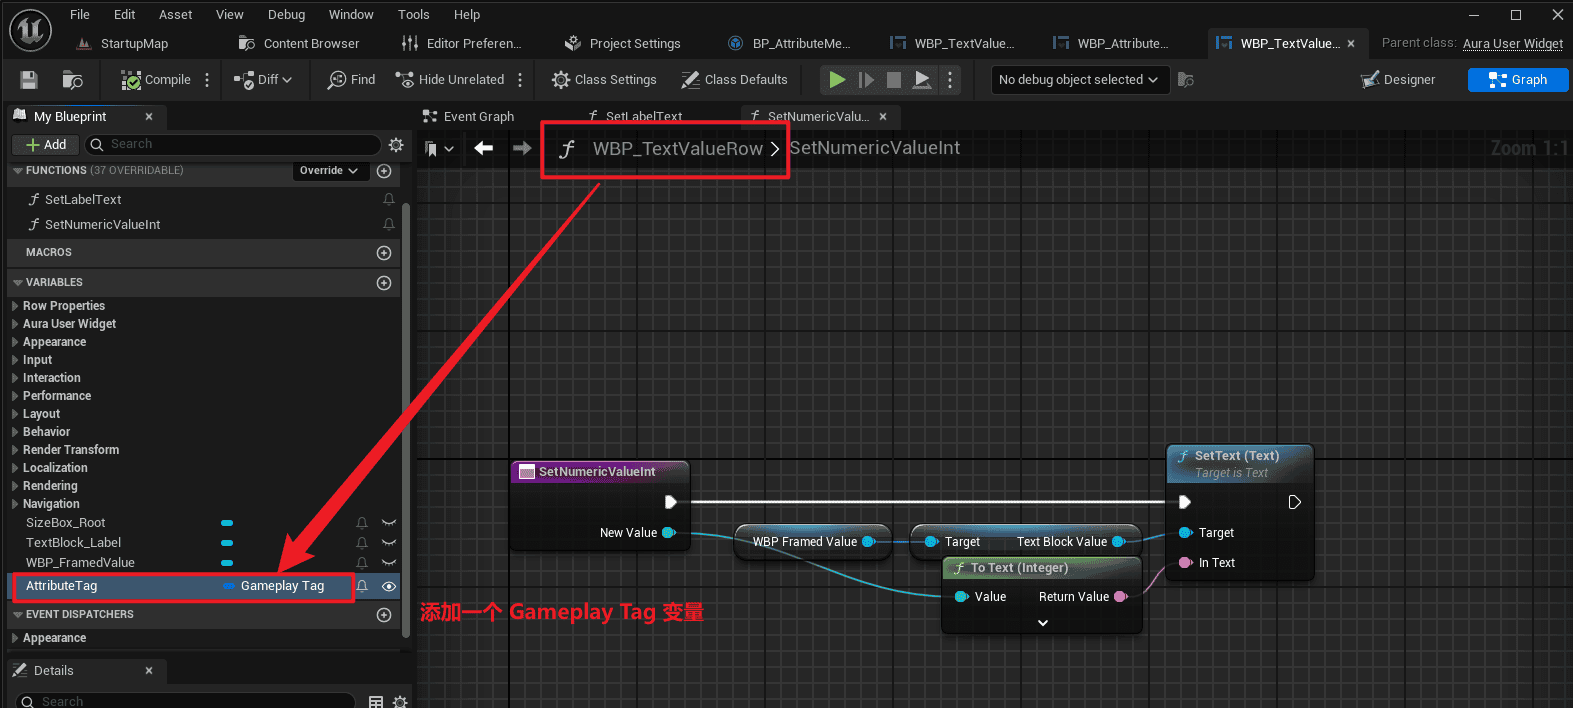 File Edit Asset View Debug Window Tools Help
StartupMap Content Browser Editor Preferen... Project Settings BP_AttributeMe... WBP_TextValue... WBP_Attribute... WBP_TextValue... Parent class: Aura User Widget
Compile Diff Find Hide Unrelated Class Settings Class Defaults No debug object selected Designer Graph
My Blueprint Event Graph SetLabelText SetNumericValu...
Add Search WBP_TextValueRow > SetNumericValueInt Zoom 1:1
FUNCTIONS (37 OVERRIDABLE) Override
SetLabelText
SetNumericValueInt
MACROS
VARIABLES
Row Properties
Aura User Widget
Appearance
Input
Interaction
Performance
Layout
Behavior
Render Transform
Localization
Rendering
Navigation
SizeBox_Root
TextBlock_Label
WBP_FramedValue
AttributeTag Gameplay Tag
EVENT DISPATCHERS
Appearance
Details
Search
SetNumericValueInt
New Value
WBP Framed Value
Target Text Block Value
To Text (Integer)
Value Return Value
SetText (Text)
Target is Text
Target
In Text
添加一个 Gameplay Tag 变量